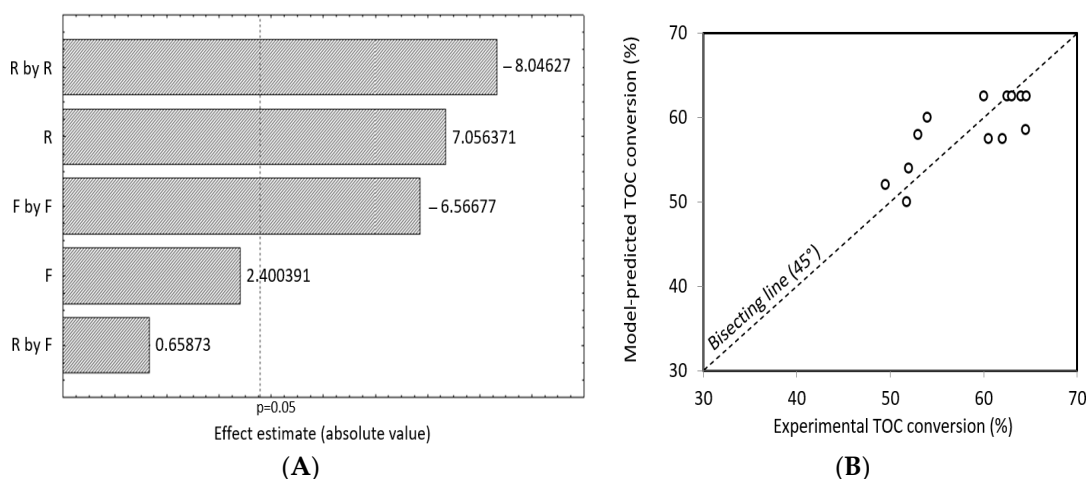 R by R
– 8.04627
R
7.056371
F by F
– 6.56677
F
2.400391
R by F
0.65873
p=0.05
Effect estimate (absolute value)
(A)
Model-predicted TOC conversion (%)
70
60
50
40
30
Bisecting line (45°)
30 40 50 60 70
Experimental TOC conversion (%)
(B)